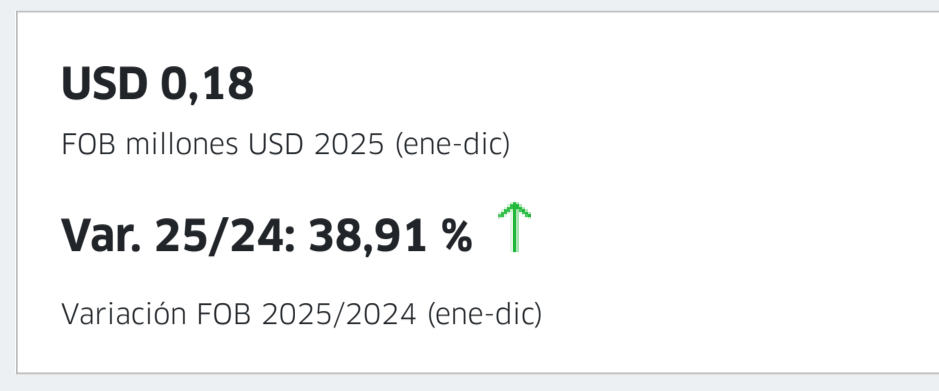 USD 0,18
FOB millones USD 2025 (ene-dic)
Var. 25/24: 38,91 % ↑
Variación FOB 2025/2024 (ene-dic)